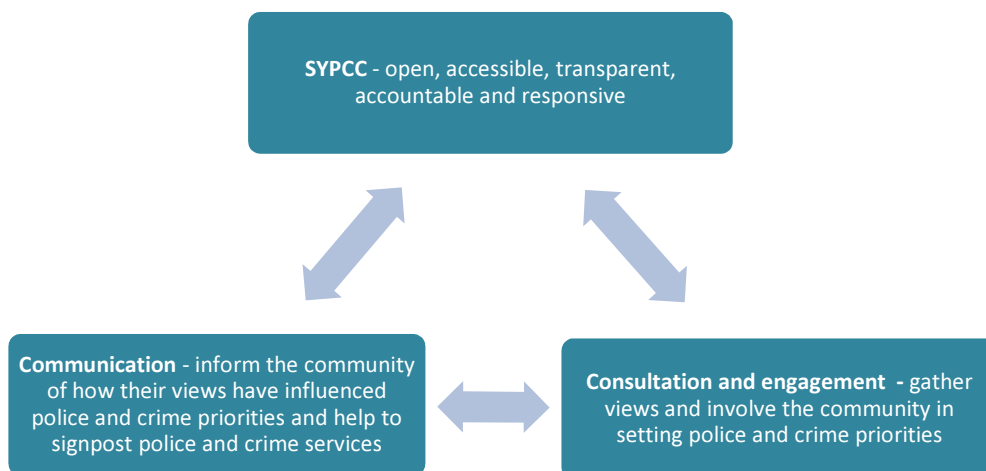 SYPCC - open, accessible, transparent,
accountable and responsive
Communication - inform the community
of how their views have influenced
police and crime priorities and help to
signpost police and crime services
Consultation and engagement - gather
views and involve the community in
setting police and crime priorities